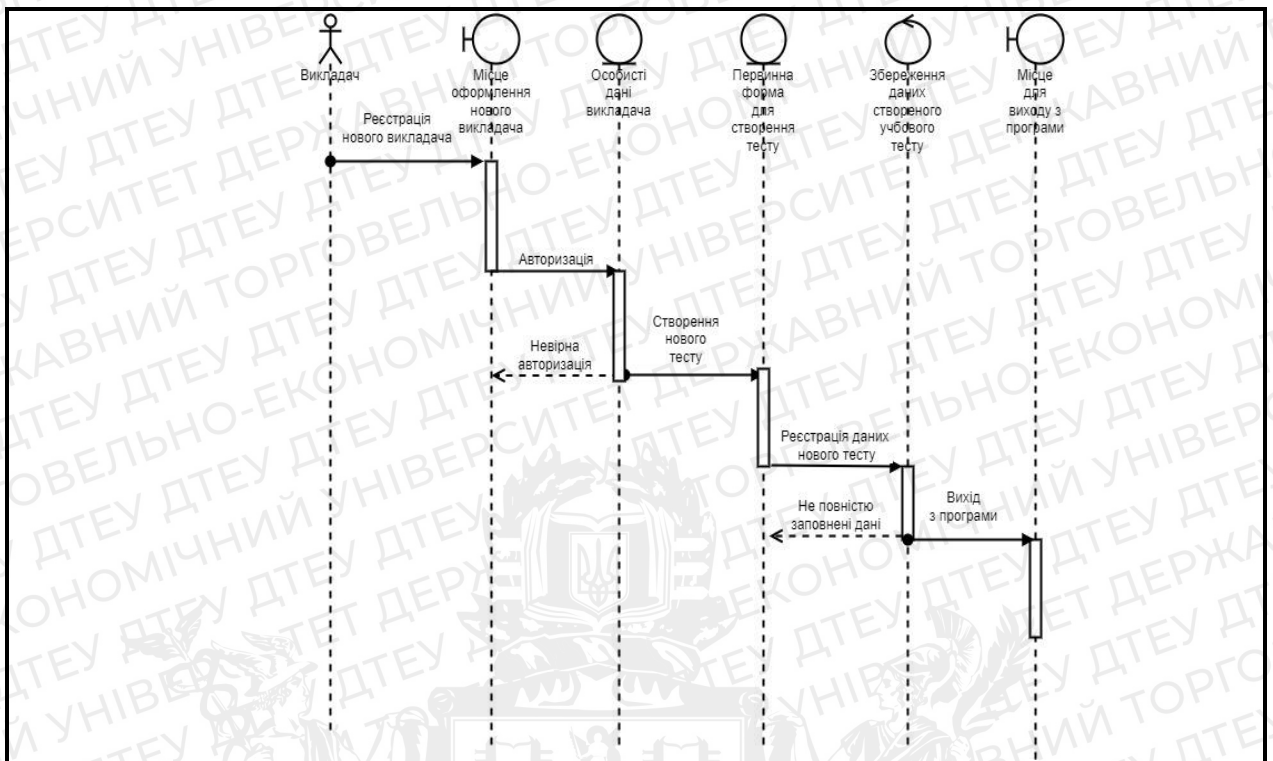 Викладач
Місце
оформлення
нового
викладача
Особисті
дані
викладача
Первинна
форма
для
створення
тесту
Збереження
даних
створеного
учбового
тесту
Місце
для
виходу з
програми
Реєстрація
нового викладача
Авторизація
Створення
нового
тесту
Невірна
авторизація
Реєстрація даних
нового тесту
Не повністю
заповнені дані
Вихід
з програми